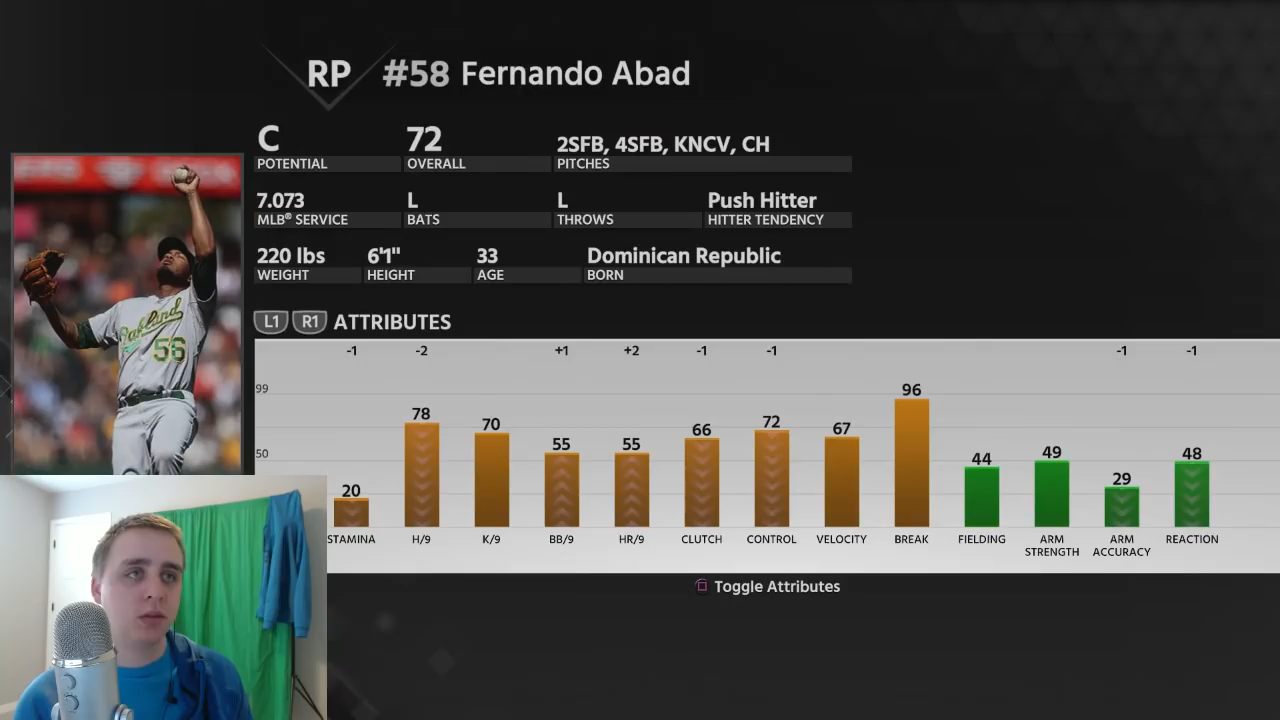 RP #58 Fernando Abad
C 72 2SFB, 4SFB, KNCV, CH
POTENTIAL OVERALL PITCHES
7.073 L L Push Hitter
MLB® SERVICE BATS THROWS HITTER TENDENCY
220 lbs 6'1" 33 Dominican Republic
WEIGHT HEIGHT AGE BORN
L1 R1 ATTRIBUTES
-1 -2 +1 +2 -1 -1 -1 -1
99
50
20 78 70 55 55 66 72 67 96 44 49 29 48
STAMINA H/9 K/9 BB/9 HR/9 CLUTCH CONTROL VELOCITY BREAK FIELDING ARM STRENGTH ARM ACCURACY REACTION
Toggle Attributes
Oakland
56